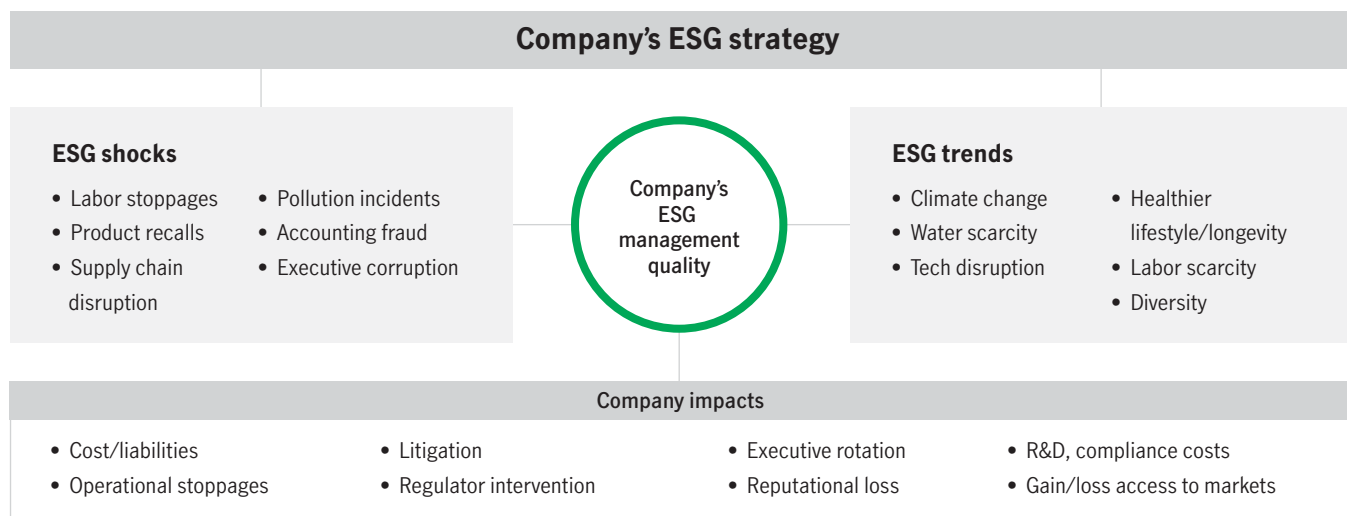 Company's ESG strategy
ESG shocks
• Labor stoppages
• Product recalls
• Supply chain
disruption
• Pollution incidents
• Accounting fraud
• Executive corruption
Company's
ESG
management
quality
ESG trends
• Climate change
• Water scarcity
• Tech disruption
• Healthier
lifestyle/longevity
• Labor scarcity
• Diversity
Company impacts
• Cost/liabilities
• Operational stoppages
• Litigation
• Regulator intervention
• Executive rotation
• Reputational loss
• R&D, compliance costs
• Gain/loss access to markets